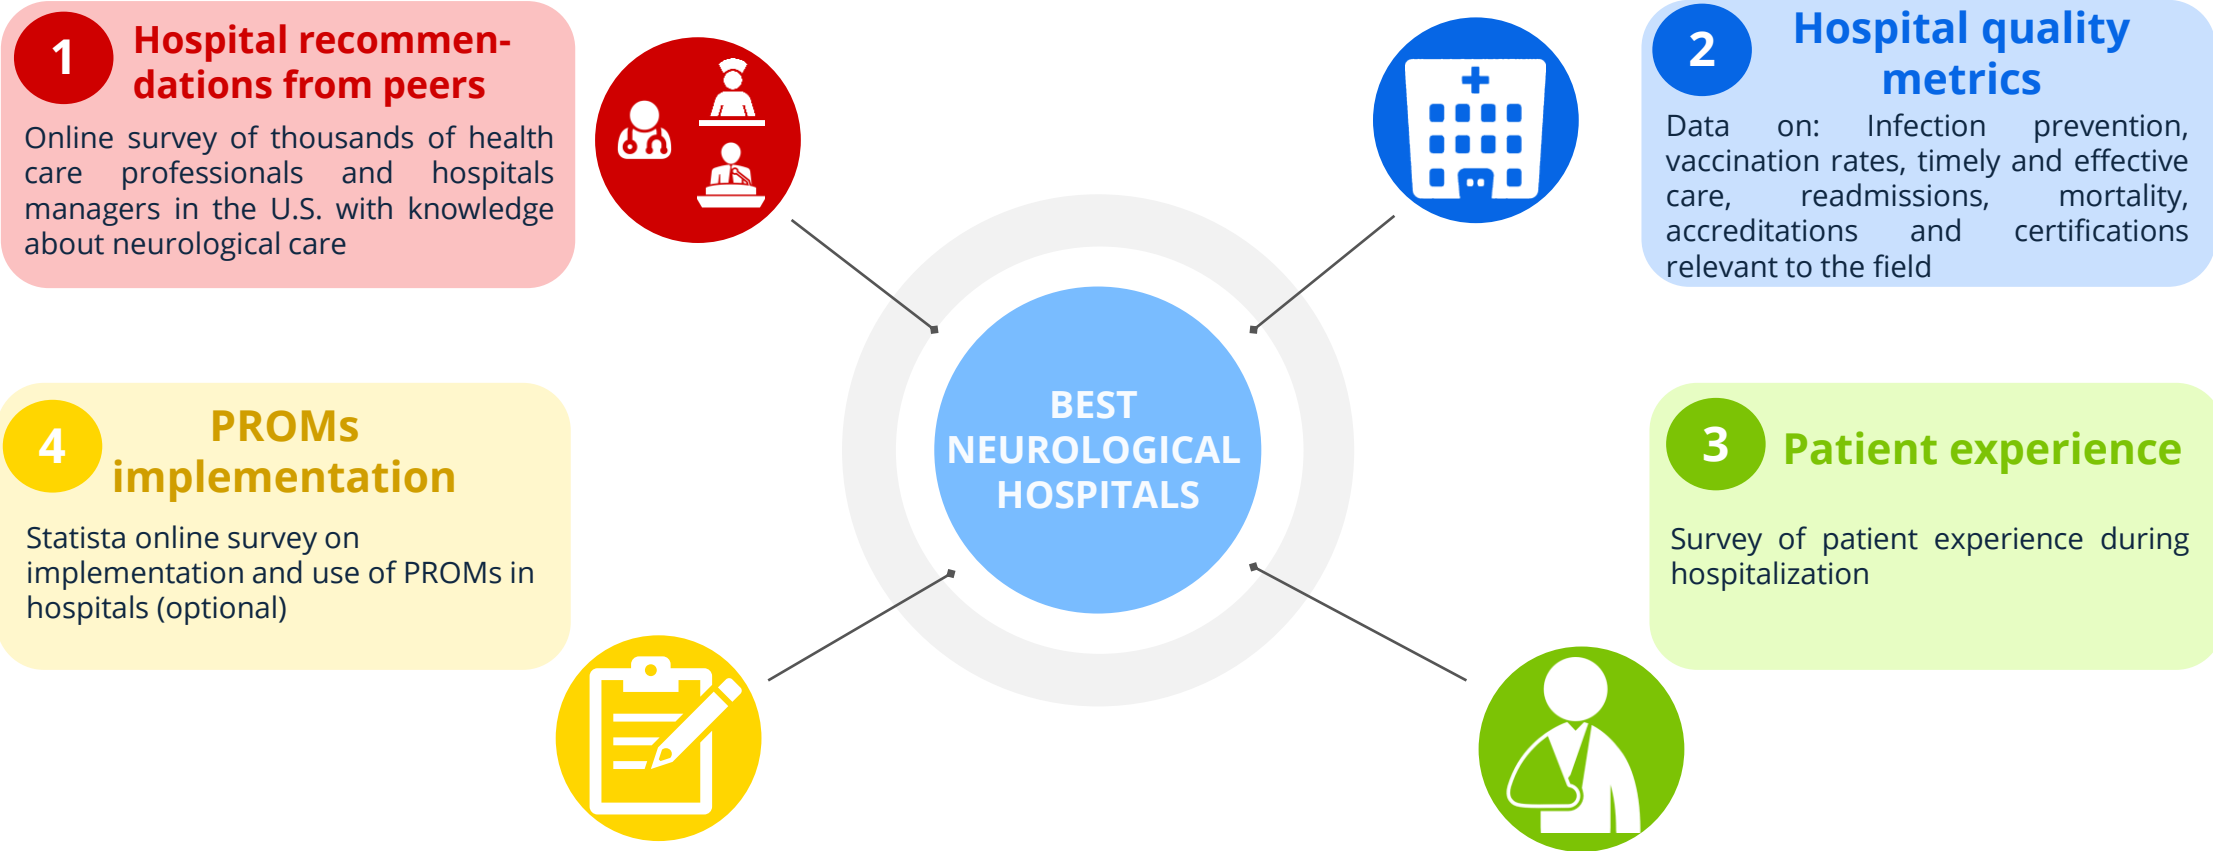 1
Hospital recommen-
dations from peers
Online survey of thousands of health
care professionals and hospitals
managers in the U.S. with knowledge
about neurological care
2
Hospital quality
metrics
Data on: Infection prevention,
vaccination rates, timely and effective
care, readmissions, mortality,
accreditations and certifications
relevant to the field
BEST
NEUROLOGICAL
HOSPITALS
4
PROMs
implementation
Statista online survey on
implementation and use of PROMs in
hospitals (optional)
3
Patient experience
Survey of patient experience during
hospitalization